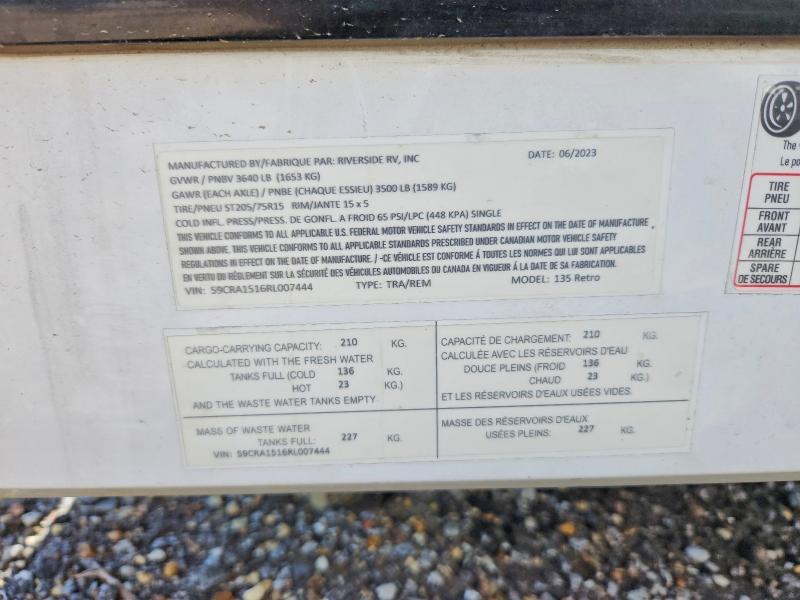 MANUFACTURED BY/FABRIQUE PAR: RIVERSIDE RV, INC DATE: 06/2023
GVWR / PNBV 3640 LB (1653 KG)
GAWR (EACH AXLE) / PNBE (CHAQUE ESSIEU) 3500 LB (1589 KG)
TIRE/PNEU ST205/75R15 RIM/JANTE 15 x 5
COLD INFL. PRESS/PRESS. DE GONFL. A FROID 65 PSI/LPC (448 KPA) SINGLE
THIS VEHICLE CONFORMS TO ALL APPLICABLE U.S. FEDERAL MOTOR VEHICLE SAFETY STANDARDS IN EFFECT ON THE DATE OF MANUFACTURE
SHOWN ABOVE. THIS VEHICLE CONFORMS TO ALL APPLICABLE STANDARDS PRESCRIBED UNDER CANADIAN MOTOR VEHICLE SAFETY
REGULATIONS IN EFFECT ON THE DATE OF MANUFACTURE. / -CE VÉHICLE EST CONFORME À TOUTES LES NORMES QUI LUI SONT APPLICABLES
EN VERTU DU RÈGLEMENT SUR LA SÉCURITÉ DES VÉHICULES AUTOMOBILES DU CANADA EN VIGUEUR À LA DATE DE SA FABRICATION.
VIN: 59CRA1516RL007444 TYPE: TRA/REM MODEL: 135 Retro
CARGO-CARRYING CAPACITY: 210 KG.
CALCULATED WITH THE FRESH WATER
TANKS FULL (COLD 136 KG.
HOT 23 KG.)
AND THE WASTE WATER TANKS EMPTY
MASS OF WASTE WATER
TANKS FULL: 227 KG.
VIN: 59CRA1516RL007444
CAPACITÉ DE CHARGEMENT: 210 KG.
CALCULÉE AVEC LES RÉSERVOIRS D'EAU
DOUCE PLEINS (FROID 136 KG.
CHAUD 23 KG.)
ET LES RÉSERVOIRS D'EAUX USÉES VIDES.
MASSE DES RÉSERVOIRS D'EAUX
USÉES PLEINS: 227 KG.
The
Le
TIRE
PNEU
FRONT
AVANT
REAR
ARRIÈRE
SPARE
DE SECOURS